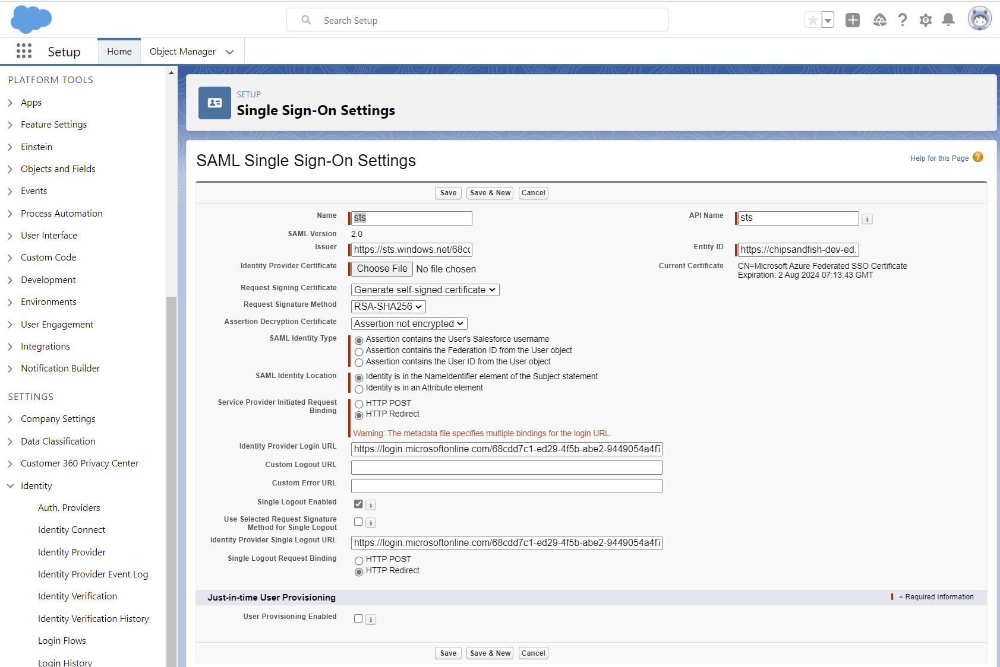 Search Setup
Setup
Home
Object Manager
PLATFORM TOOLS
Apps
Feature Settings
Einstein
Objects and Fields
Events
Process Automation
User Interface
Custom Code
Development
Environments
User Engagement
Integrations
Notification Builder
SETTINGS
Company Settings
Data Classification
Customer 360 Privacy Center
Identity
Auth. Providers
Identity Connect
Identity Provider
Identity Provider Event Log
Identity Verification
Identity Verification History
Login Flows
Login History
SETUP
Single Sign-On Settings
SAML Single Sign-On Settings
Help for this Page ?
Save Save & New Cancel
Name sts API Name sts i
SAML Version 2.0
Issuer https://sts.windows.net/68cc Entity ID https://chipsandfish-dev-ed.
Identity Provider Certificate Choose File No file chosen Current Certificate CN=Microsoft Azure Federated SSO Certificate
Expiration: 2 Aug 2024 07:13:43 GMT
Request Signing Certificate Generate self-signed certificate
Request Signature Method RSA-SHA256
Assertion Decryption Certificate Assertion not encrypted
SAML Identity Type Assertion contains the User's Salesforce username
Assertion contains the Federation ID from the User object
Assertion contains the User ID from the User object
SAML Identity Location Identity is in the NameIdentifier element of the Subject statement
Identity is in an Attribute element
Service Provider Initiated Request Binding HTTP POST
HTTP Redirect
Warning: The metadata file specifies multiple bindings for the login URL.
Identity Provider Login URL https://login.microsoftonline.com/68cdd7c1-ed29-4f5b-abe2-9449054a4f7
Custom Logout URL
Custom Error URL
Single Logout Enabled i
Use Selected Request Signature Method for Single Logout i
Identity Provider Single Logout URL https://login.microsoftonline.com/68cdd7c1-ed29-4f5b-abe2-9449054a4f7
Single Logout Request Binding HTTP POST
HTTP Redirect
Just-in-time User Provisioning = Required Information
User Provisioning Enabled i
Save Save & New Cancel